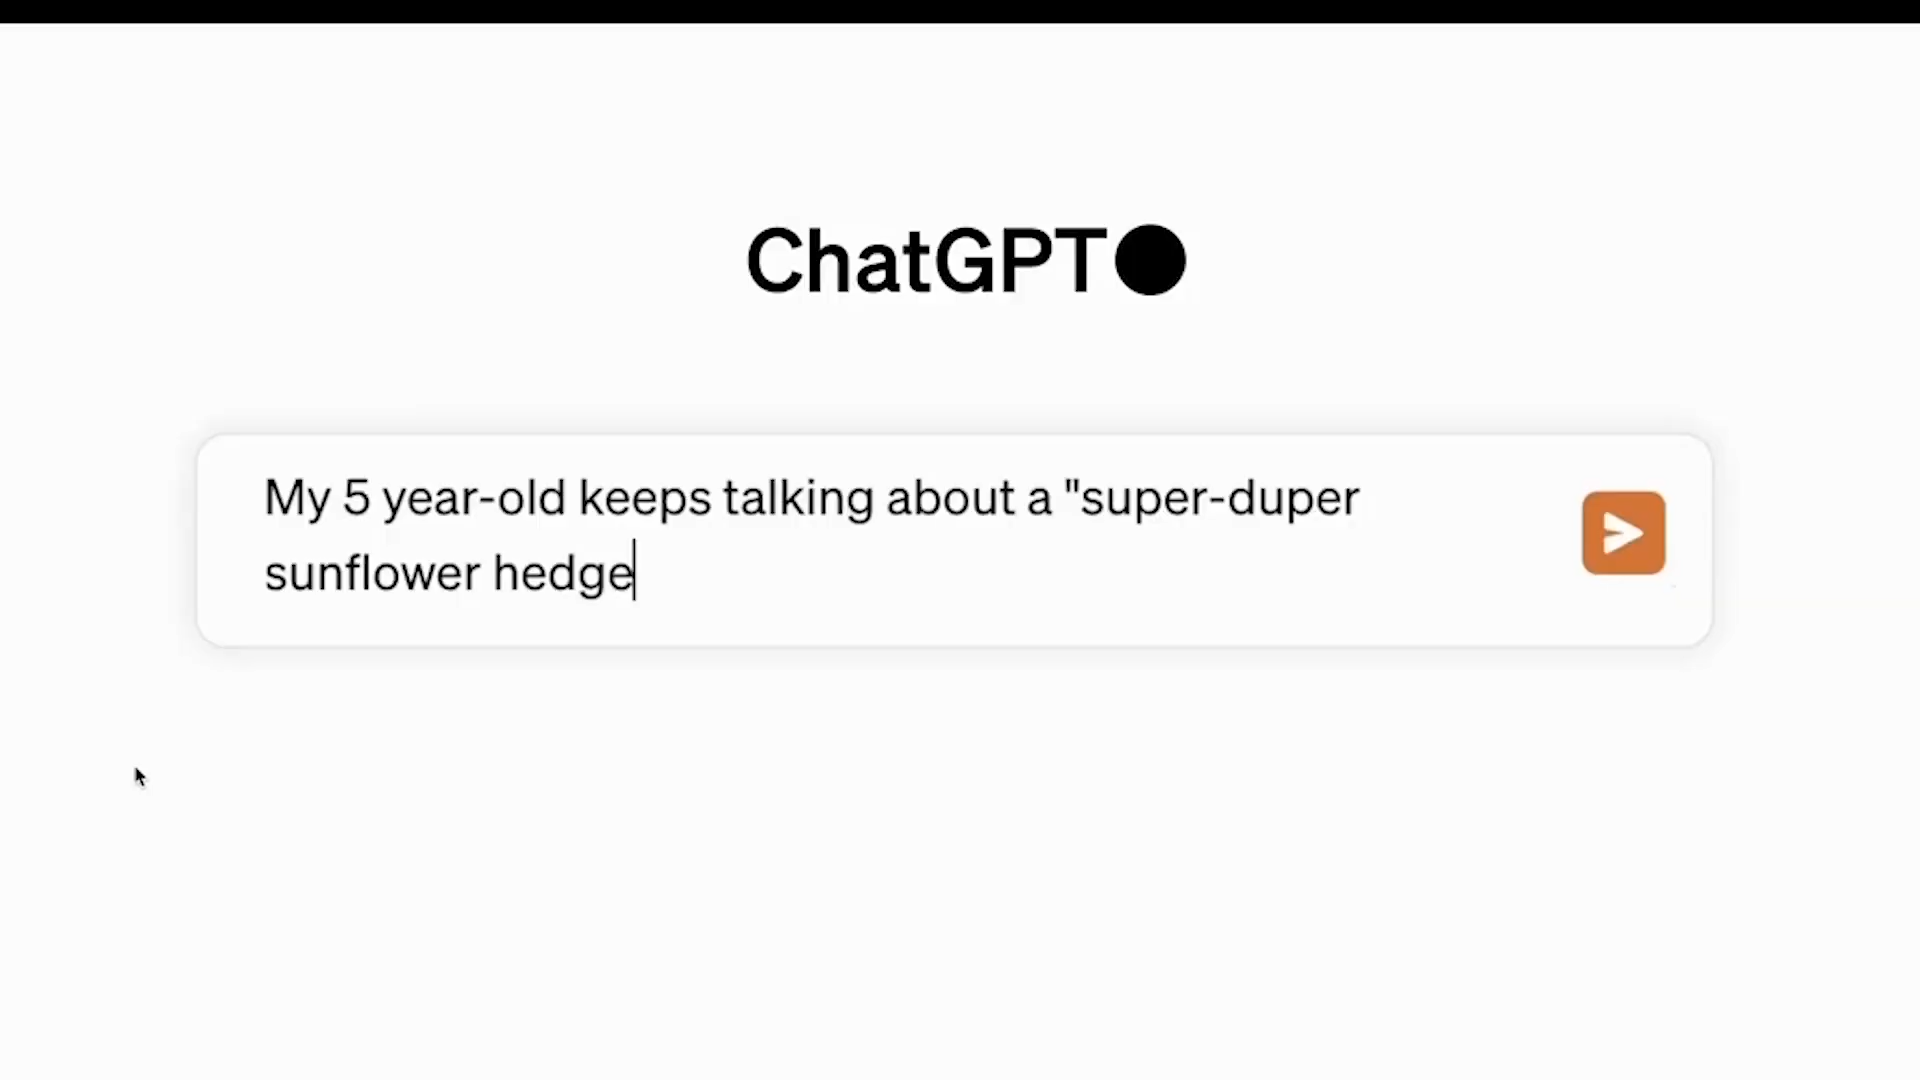 ChatGPT
My 5 year-old keeps talking about a "super-duper
sunflower hedge